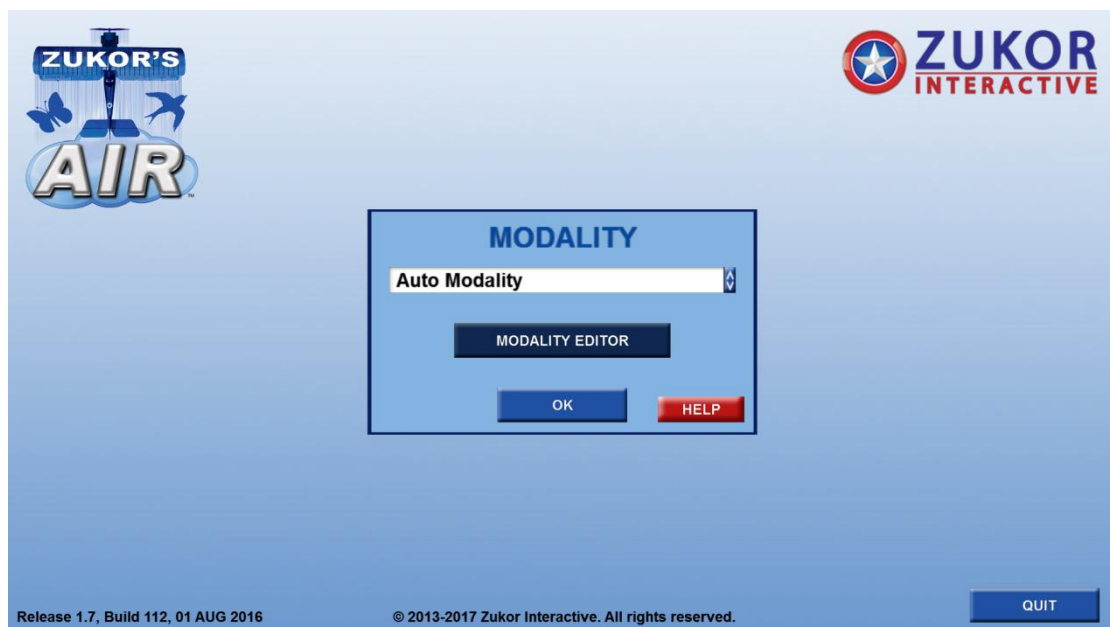 ZUKOR'S
AIR
ZUKOR
INTERACTIVE
MODALITY
Auto Modality
MODALITY EDITOR
OK
HELP
QUIT
Release 1.7, Build 112, 01 AUG 2016
© 2013-2017 Zukor Interactive. All rights reserved.